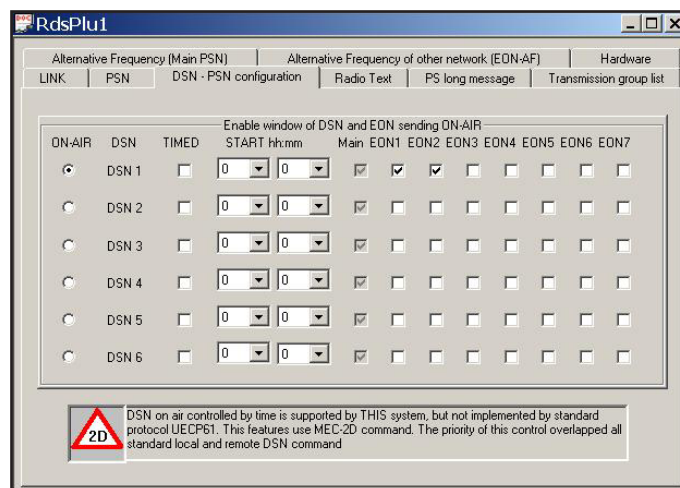 RdsPlu1
Alternative Frequency (Main PSN) Alternative Frequency of other network (EON-AF) Hardware
LINK PSN DSN - PSN configuration Radio Text PS long message Transmission group list
Enable window of DSN and EON sending ON-AIR
ON-AIR DSN TIMED START hh:mm Main EON1 EON2 EON3 EON4 EON5 EON6 EON7
DSN 1 0 0
DSN 2 0 0
DSN 3 0 0
DSN 4 0 0
DSN 5 0 0
DSN 6 0 0
DSN on air controlled by time is supported by THIS system, but not implemented by standard
2D protocol UECP61. This features use MEC-2D command. The priority of this control overlapped all
standard local and remote DSN command